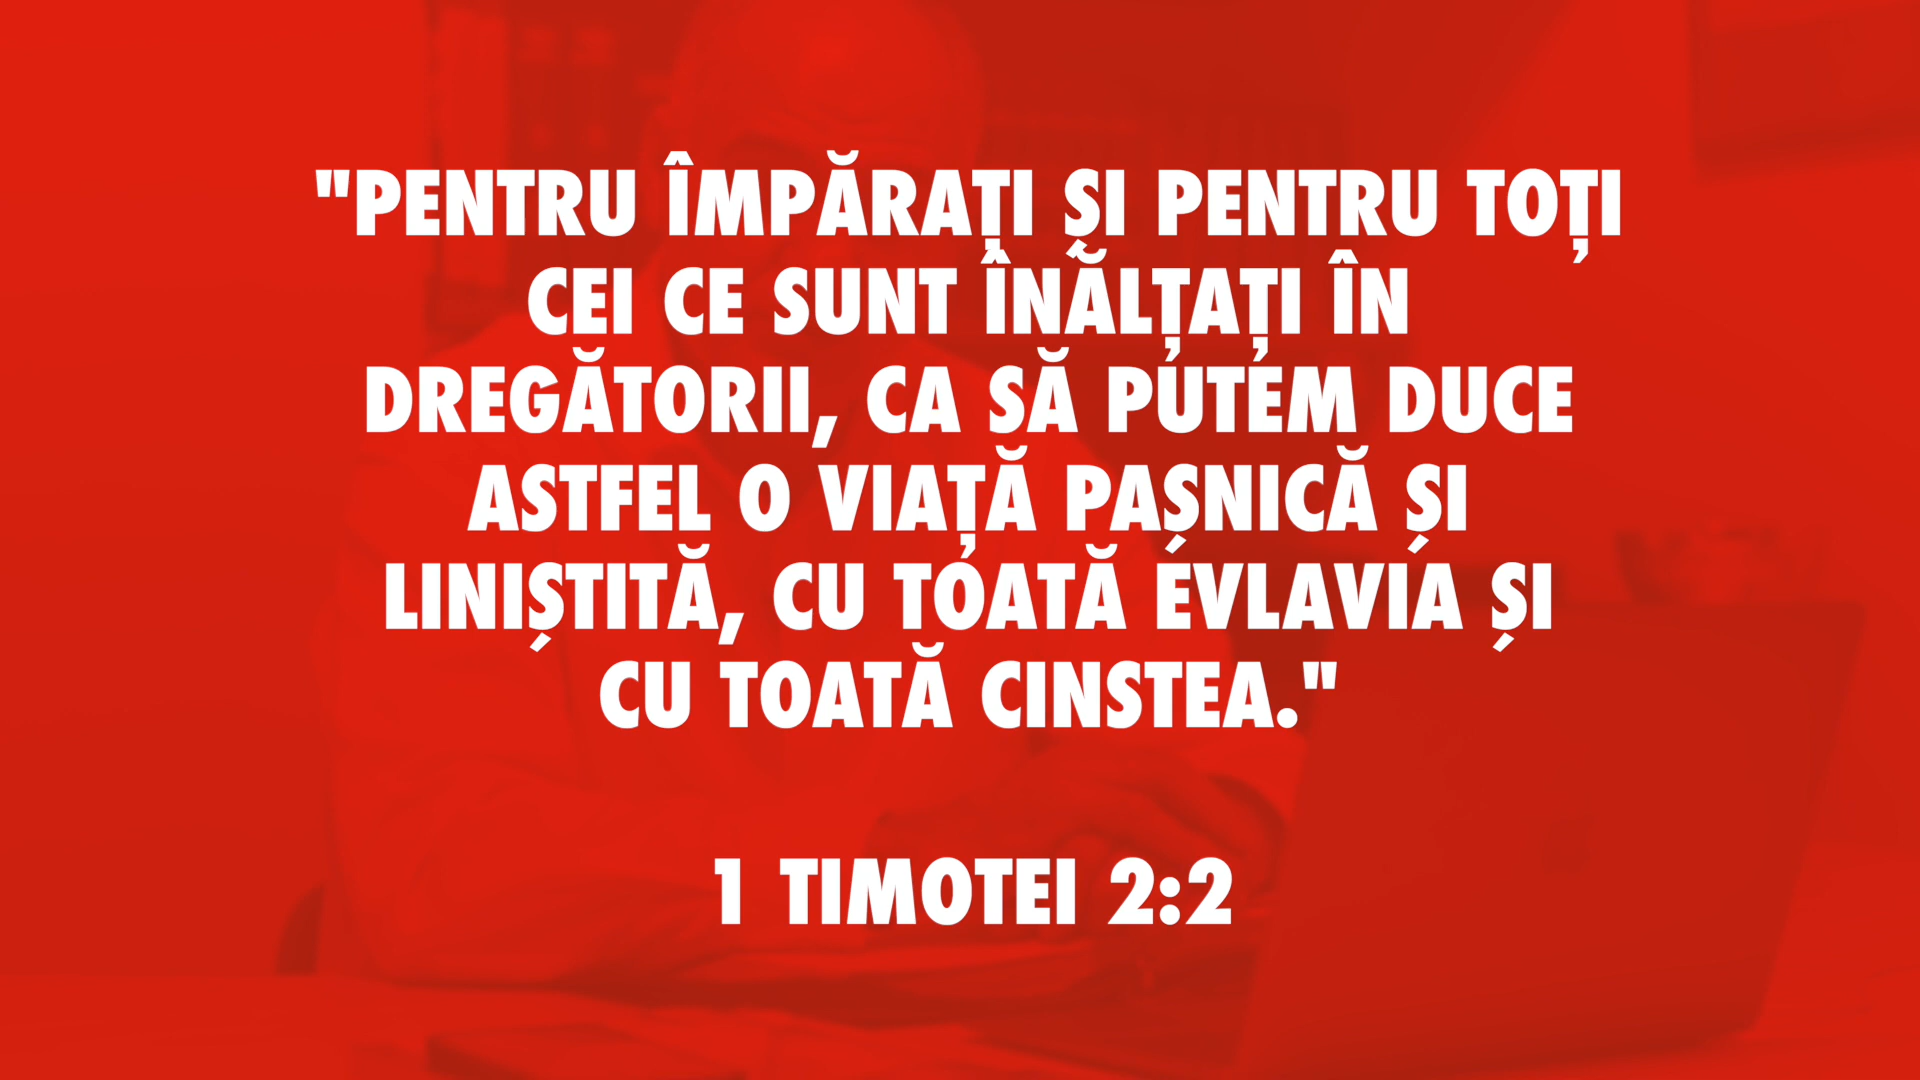 "PENTRU ÎMPĂRAȚI ȘI PENTRU TOȚI
CEI CE SUNT ÎNĂLȚAȚI ÎN
DREGĂTORII, CA SĂ PUTEM DUCE
ASTFEL O VIAȚĂ PAȘNICĂ ȘI
LINIȘTITĂ, CU TOATĂ EVLAVIA ȘI
CU TOATĂ CINSTEA."
1 TIMOTEI 2:2